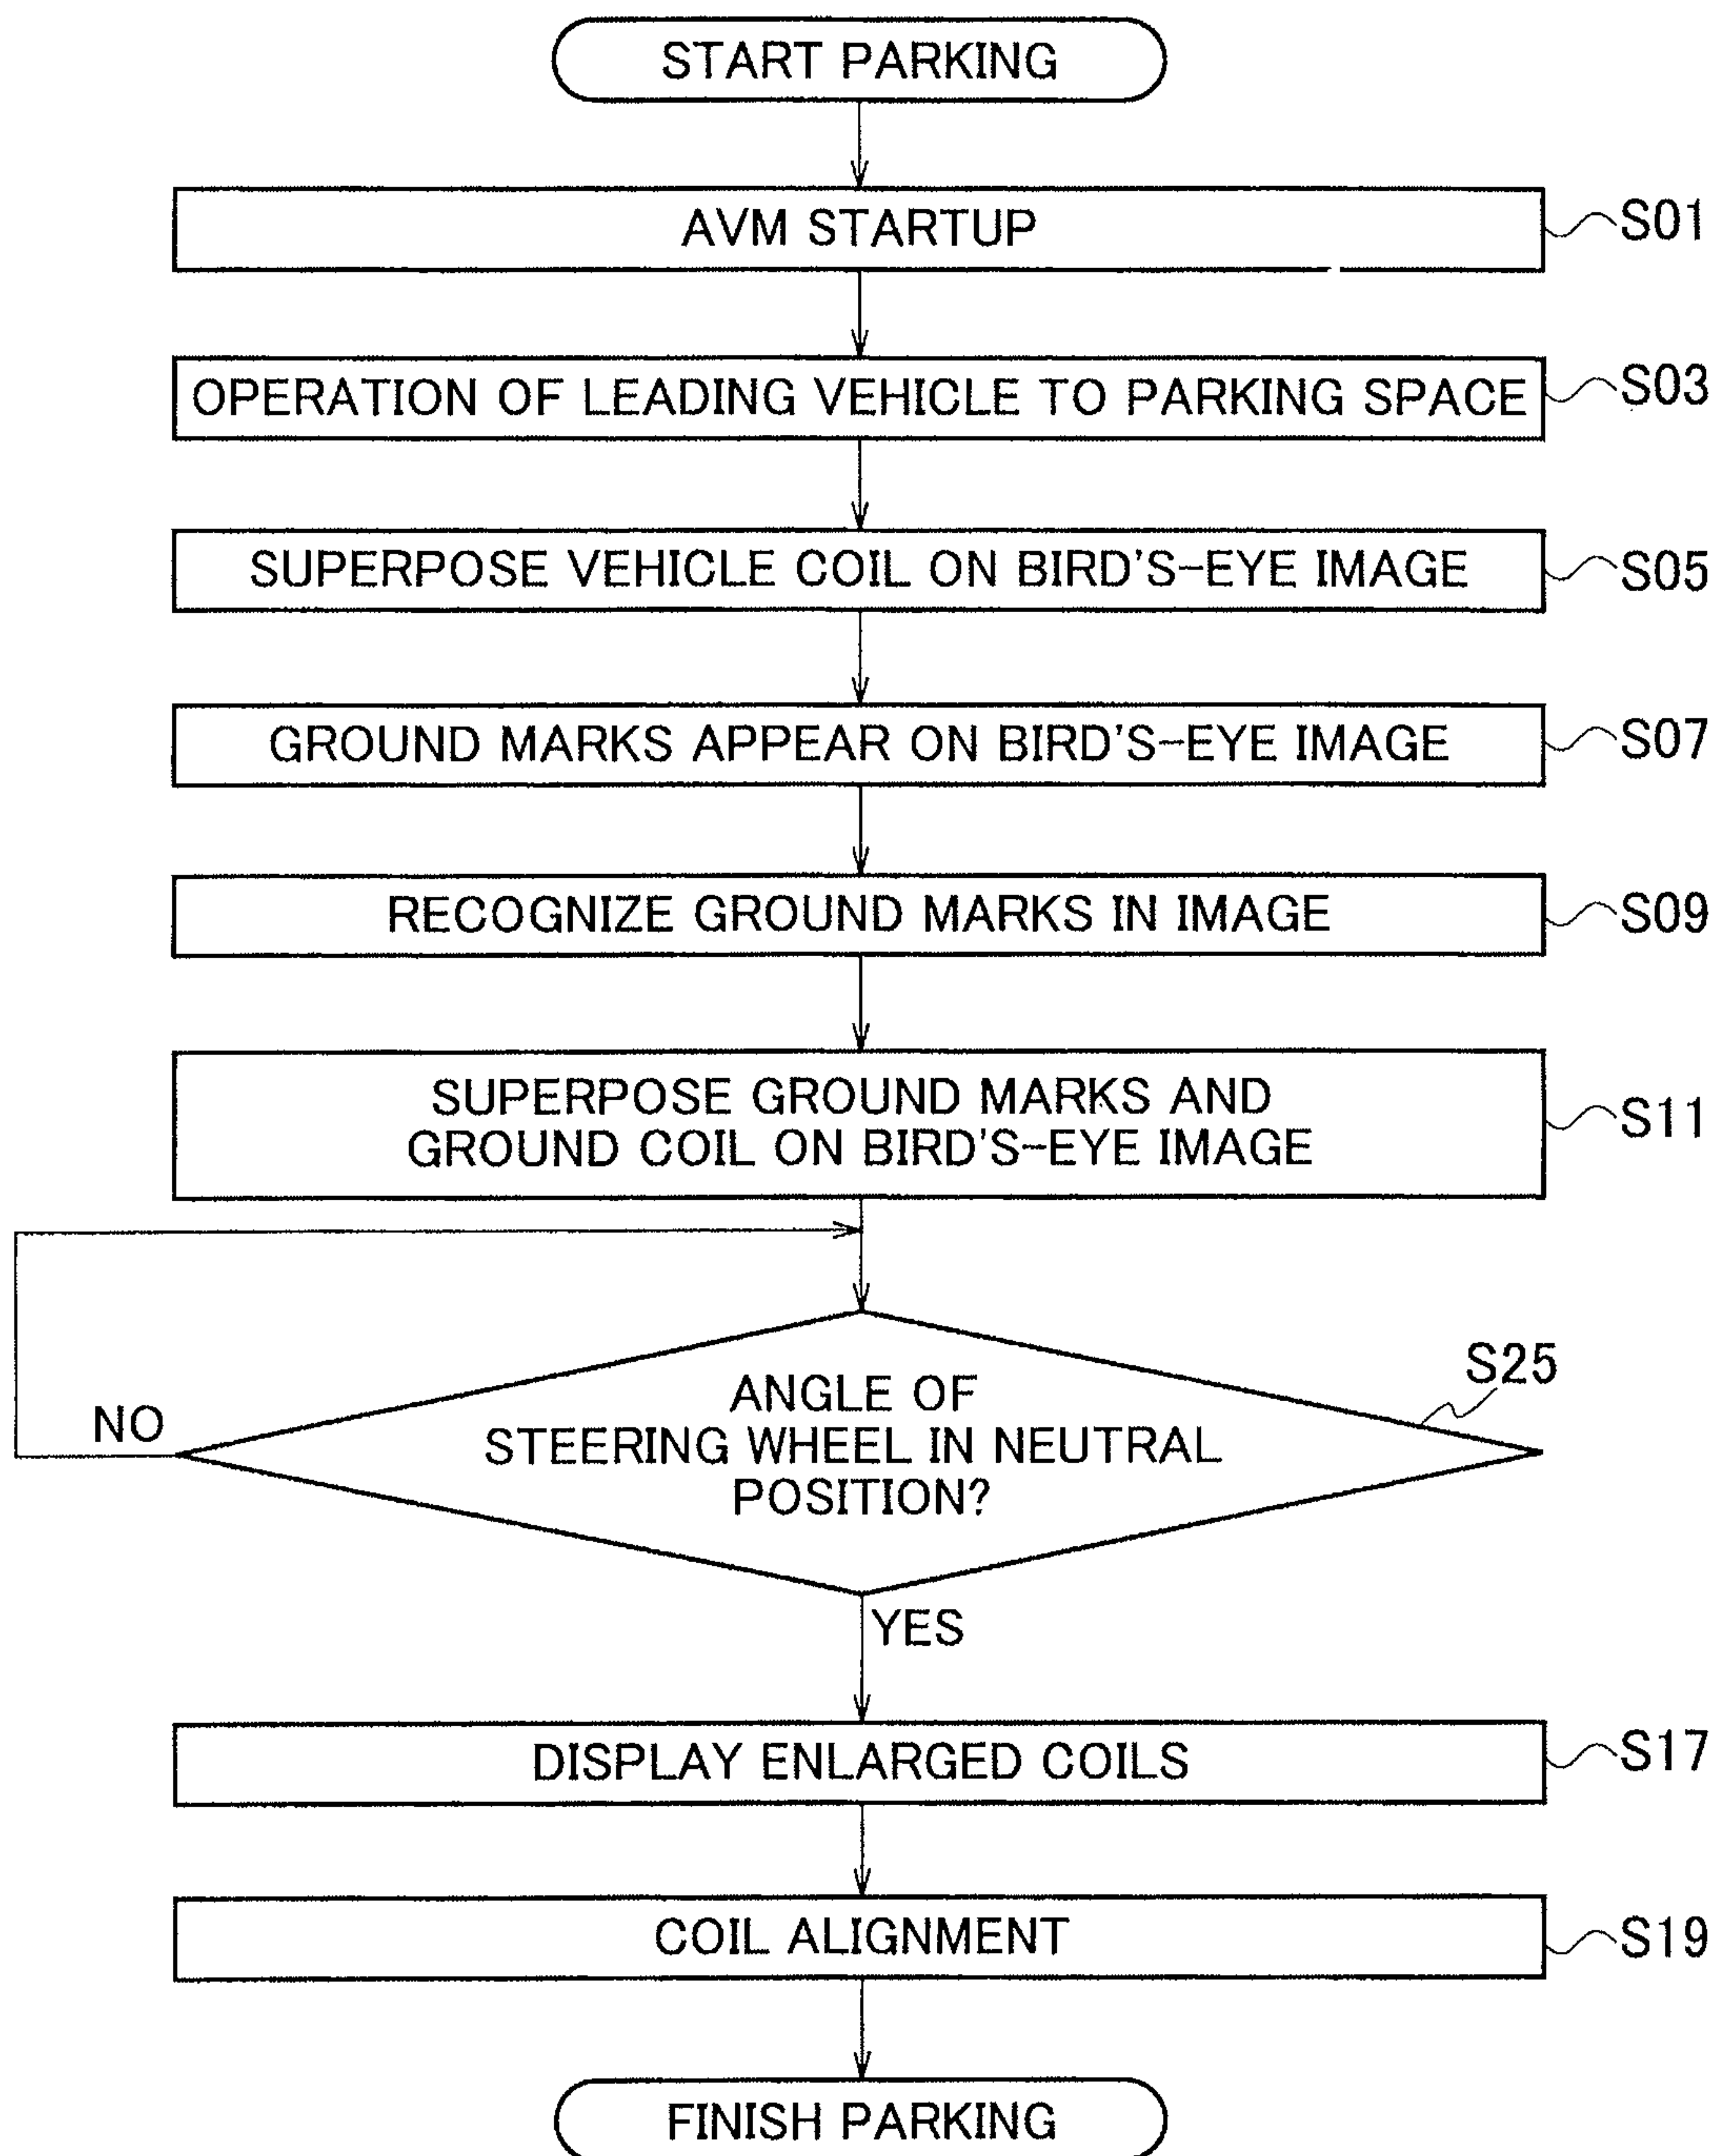 START PARKING
AVM STARTUP
S01
OPERATION OF LEADING VEHICLE TO PARKING SPACE
S03
SUPERPOSE VEHICLE COIL ON BIRD'S-EYE IMAGE
S05
GROUND MARKS APPEAR ON BIRD'S-EYE IMAGE
S07
RECOGNIZE GROUND MARKS IN IMAGE
S09
SUPERPOSE GROUND MARKS AND
GROUND COIL ON BIRD'S-EYE IMAGE
S11
S25
ANGLE OF
STEERING WHEEL IN NEUTRAL
POSITION?
NO
YES
DISPLAY ENLARGED COILS
S17
COIL ALIGNMENT
S19
FINISH PARKING